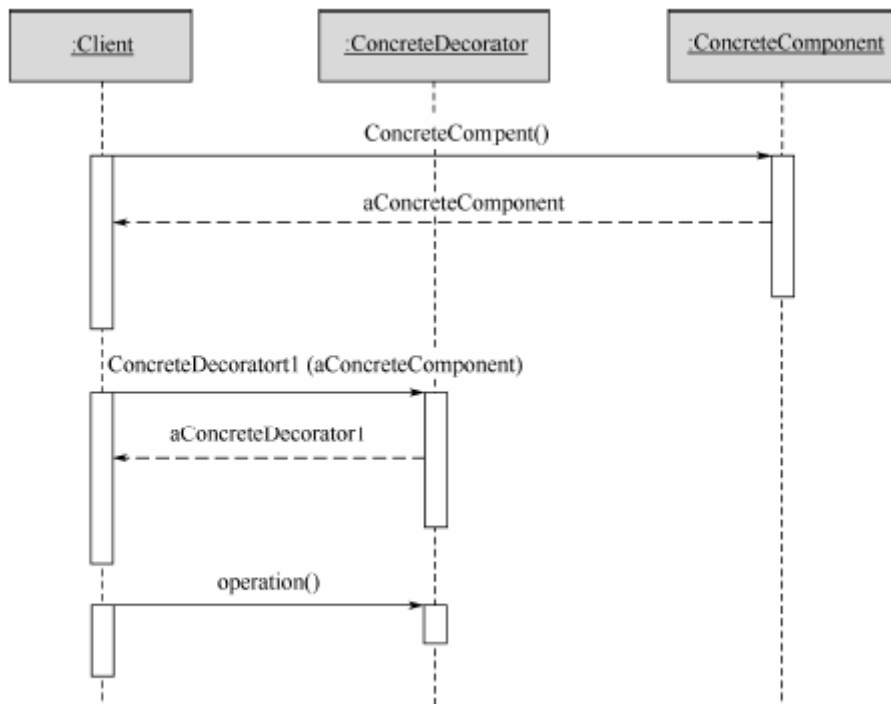 :Client
:ConcreteDecorator
:ConcreteComponent
ConcreteCompent()
aConcreteComponent
ConcreteDecoratort1 (aConcreteComponent)
aConcreteDecorator1
operation()